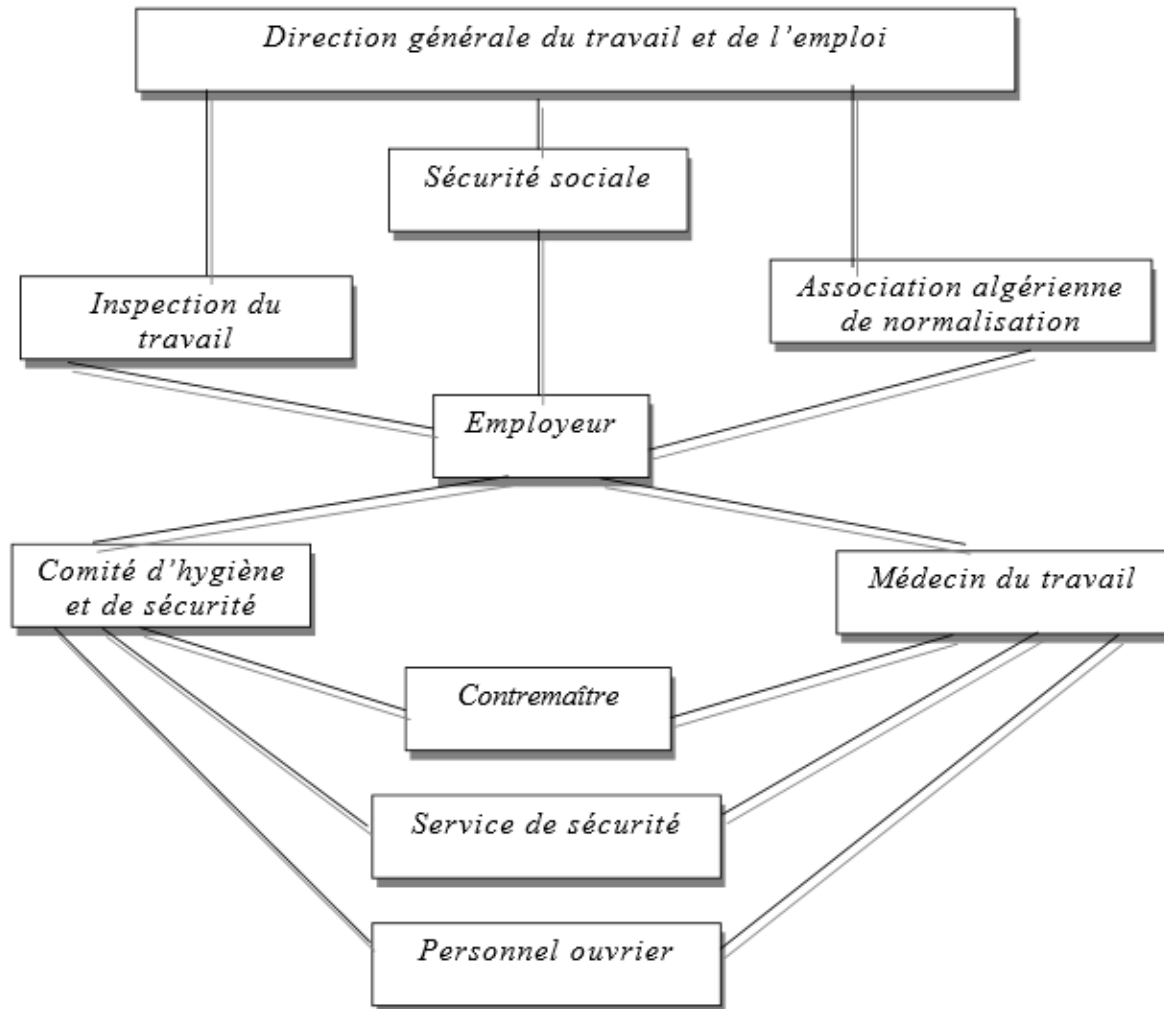 Direction générale du travail et de l’emploi
Sécurité sociale
Inspection du
travail
Association algérienne
de normalisation
Employeur
Comité d’hygiène
et de sécurité
Médecin du travail
Contremaître
Service de sécurité
Personnel ouvrier